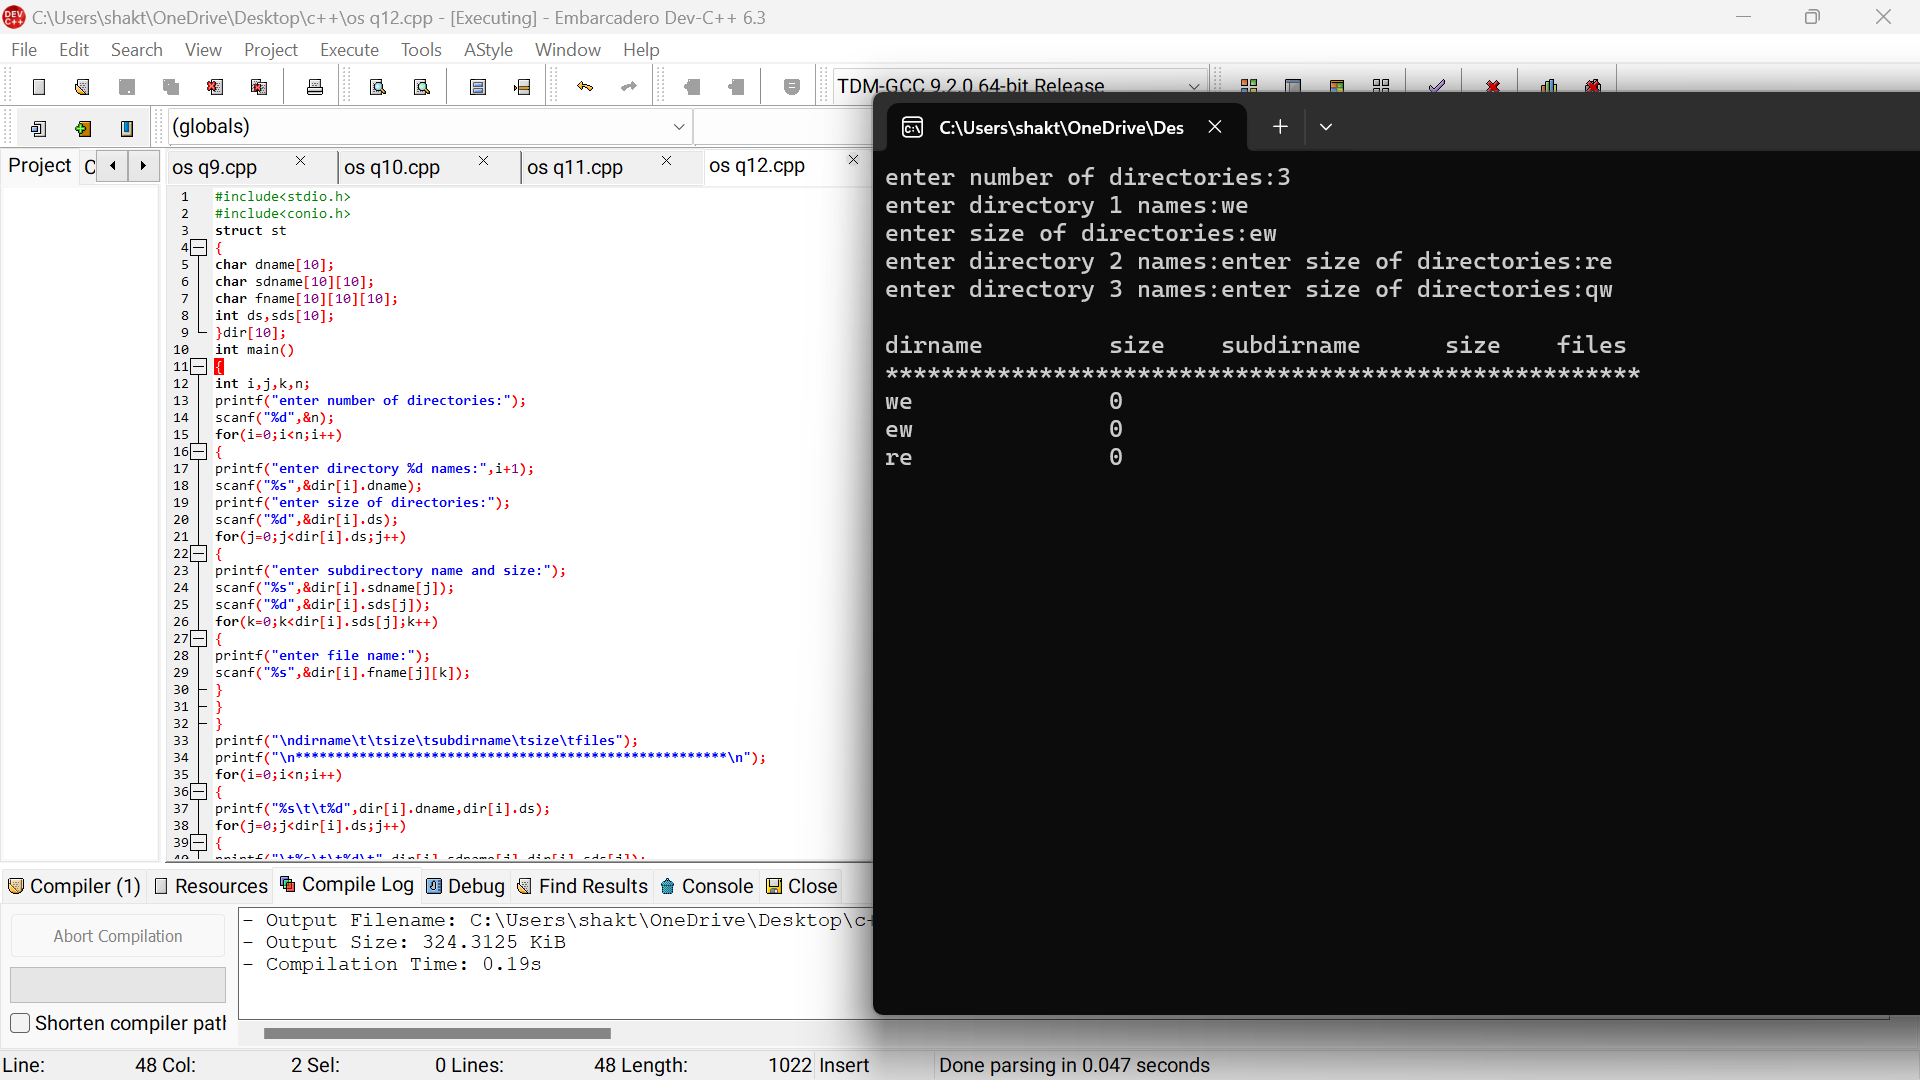 C:\Users\shakt\OneDrive\Desktop\c++\os q12.cpp - [Executing] - Embarcadero Dev-C++ 6.3
File Edit Search View Project Execute Tools AStyle Window Help
TDM-GCC 9.2.0 64-bit Release
(globals)
Project C os q9.cpp os q10.cpp os q11.cpp os q12.cpp
1 #include<stdio.h>
2 #include<conio.h>
3 struct st
4 {
5 char dname[10];
6 char sdname[10][10];
7 char fname[10][10][10];
8 int ds,sds[10];
9 }dir[10];
10 int main()
11 {
12 int i,j,k,n;
13 printf("enter number of directories:");
14 scanf("%d",&n);
15 for(i=0;i<n;i++)
16 {
17 printf("enter directory %d names:",i+1);
18 scanf("%s",&dir[i].dname);
19 printf("enter size of directories:");
20 scanf("%d",&dir[i].ds);
21 for(j=0;j<dir[i].ds;j++)
22 {
23 printf("enter subdirectory name and size:");
24 scanf("%s",&dir[i].sdname[j]);
25 scanf("%d",&dir[i].sds[j]);
26 for(k=0;k<dir[i].sds[j];k++)
27 {
28 printf("enter file name:");
29 scanf("%s",&dir[i].fname[j][k]);
30 }
31 }
32 }
33 printf("\ndirname\t\tsize\tsubdirname\tsize\tfiles");
34 printf("\n******************************************************\n");
35 for(i=0;i<n;i++)
36 {
37 printf("%s\t\t%d",dir[i].dname,dir[i].ds);
38 for(j=0;j<dir[i].ds;j++)
39 {
40 printf("\t%s\t\t%d\t",dir[i].sdname[j],dir[i].sds[j]);
C:\Users\shakt\OneDrive\Des
enter number of directories:3
enter directory 1 names:we
enter size of directories:ew
enter directory 2 names:enter size of directories:re
enter directory 3 names:enter size of directories:qw
dirname size subdirname size files
******************************************************
we 0
ew 0
re 0
Compiler (1) Resources Compile Log Debug Find Results Console Close
Abort Compilation
Shorten compiler path
- Output Filename: C:\Users\shakt\OneDrive\Desktop\c+
- Output Size: 324.3125 KiB
- Compilation Time: 0.19s
Line: 48 Col: 2 Sel: 0 Lines: 48 Length: 1022 Insert Done parsing in 0.047 seconds